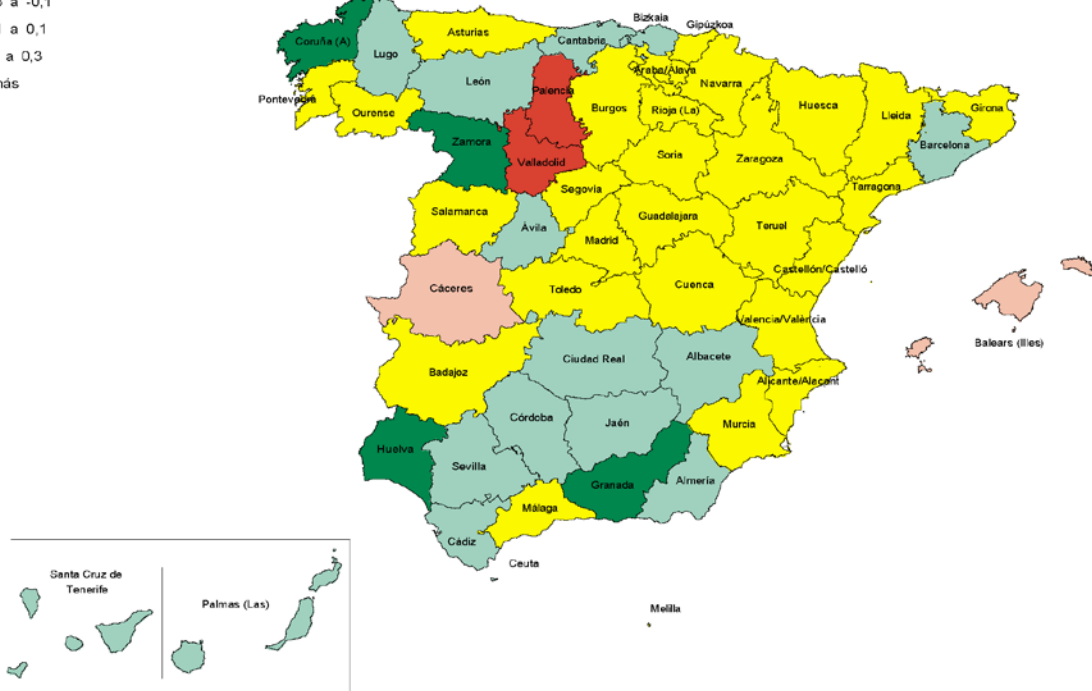 a -0,1
a 0,1
a 0,3
Bizkaia
Gipúzkoa
Asturias
Coruña (A)
Cantabria
Lugo
León
Araba/Álava
Navarra
Palencia
Pontevedra
Burgos
Rioja (La)
Huesca
Girona
Ourense
Lleida
Zamora
Barcelona
Soria
Zaragoza
Valladolid
Segovia
Tarragona
Salamanca
Guadalajara
Ávila
Teruel
Madrid
Castellón/Castelló
Cáceres
Toledo
Cuenca
Valencia/València
Balears (Illes)
Ciudad Real
Albacete
Badajoz
Alicante/Alacant
Córdoba
Jaén
Murcia
Huelva
Sevilla
Almería
Granada
Málaga
Cádiz
Ceuta
Santa Cruz de
Tenerife
Palmas (Las)
Melilla